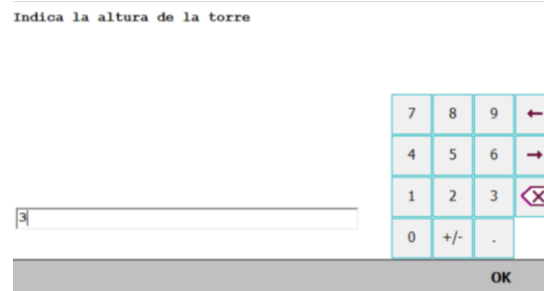 Indica la altura de la torre
7 8 9 ←
4 5 6 →
1 2 3
3
0 +/- .
OK